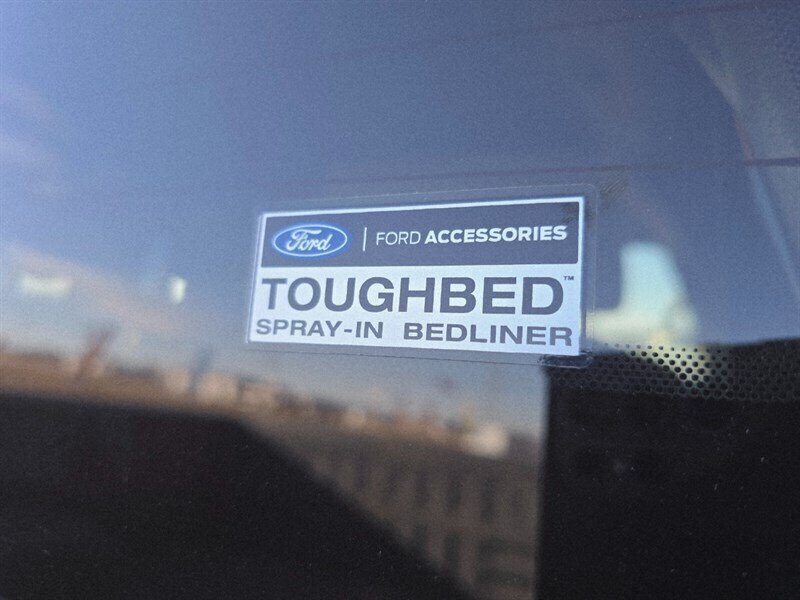 Ford | FORD ACCESSORIES
TOUGHBED™
SPRAY-IN BEDLINER